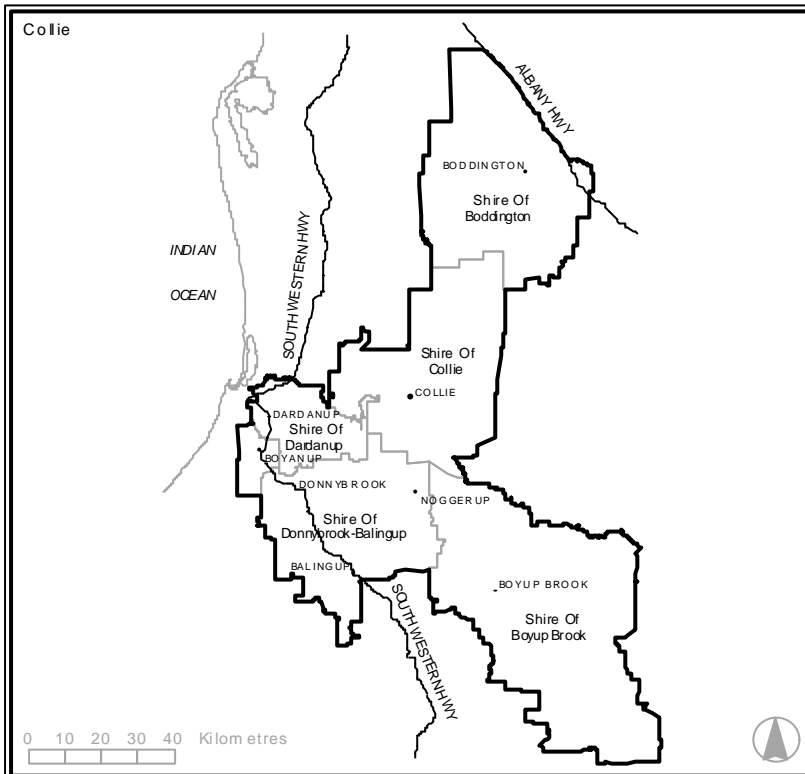 Collie
ALBANY HWY
BODDINGTON
Shire Of
Boddington
INDIAN
OCEAN
SOUTH WESTERN HWY
Shire Of
Collie
COLLIE
DARDANUP
Shire Of
Dardanup
BOYANUP
DONNYBROOK
NOGGERUP
Shire Of
Donnybrook-Balingup
BALINGUP
BOYUP BROOK
Shire Of
Boyup Brook
SOUTH WESTERN HWY
0 10 20 30 40 Kilometres